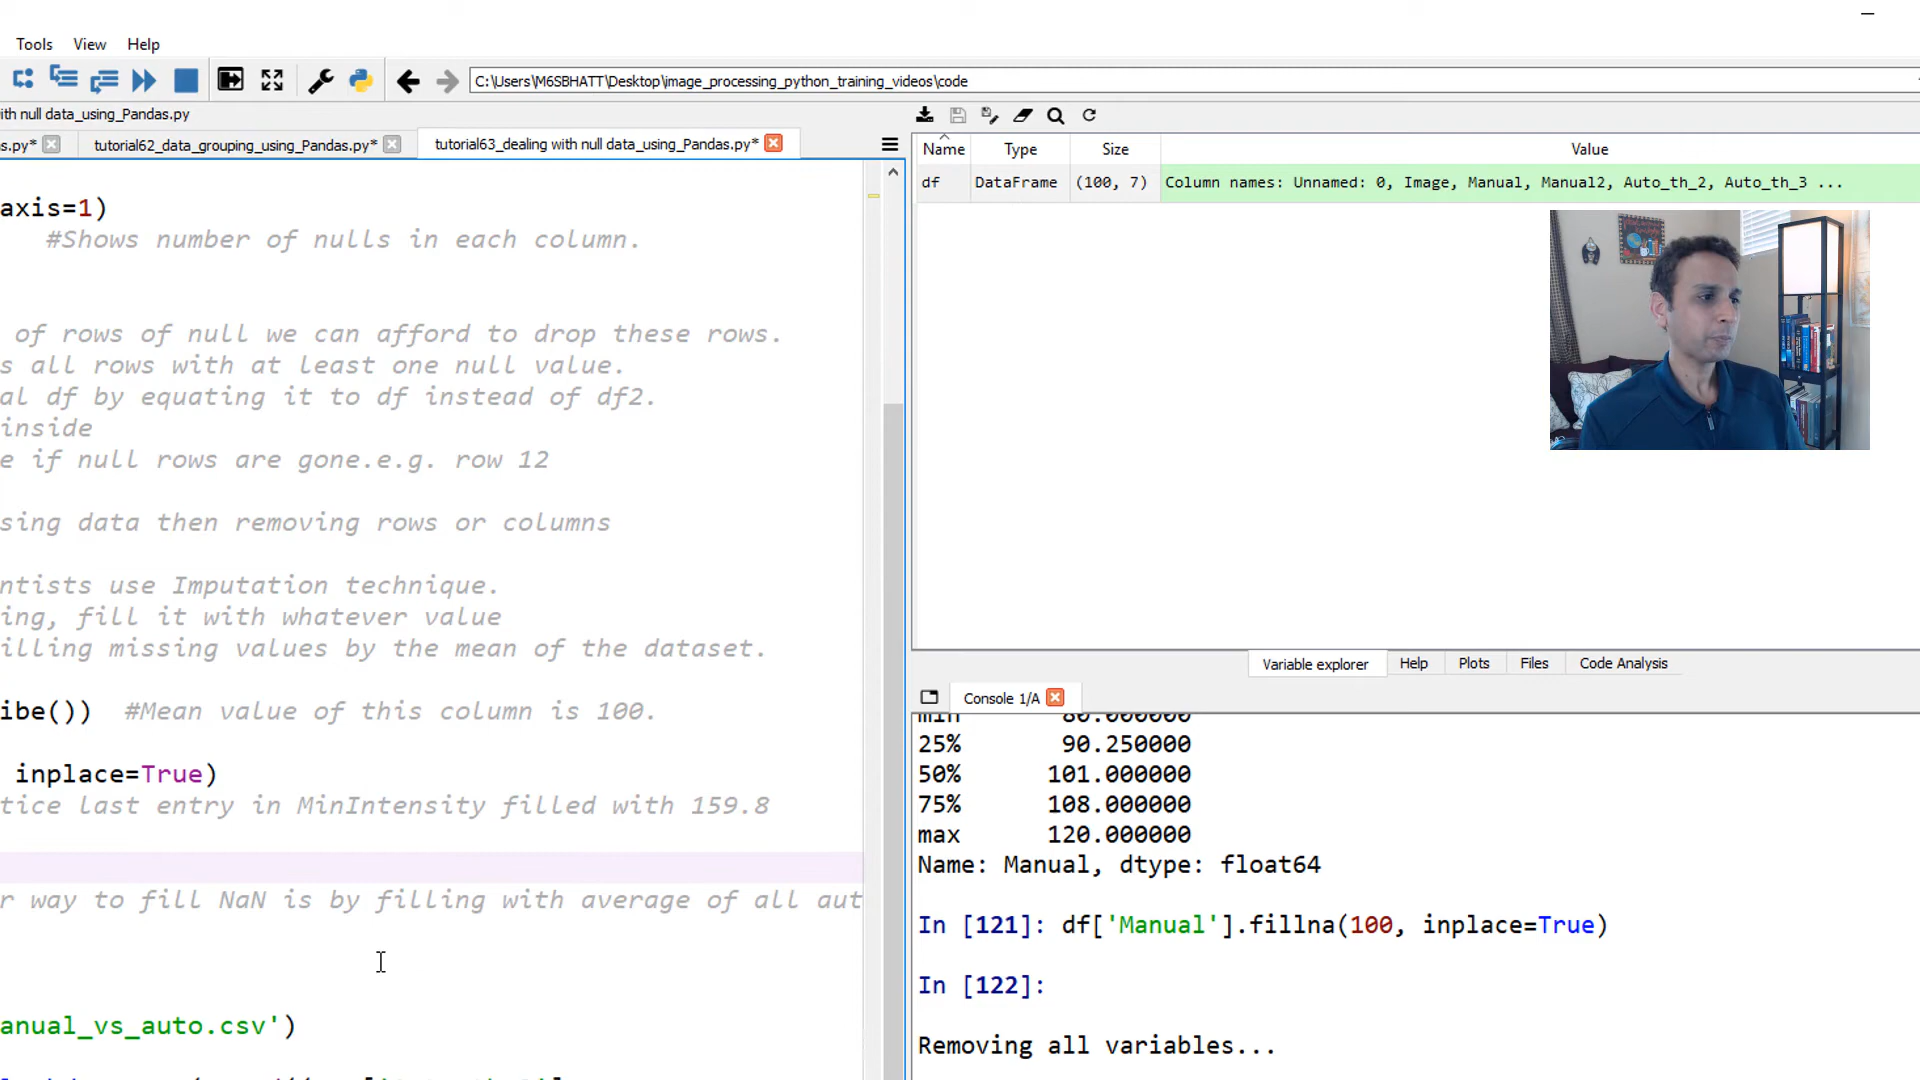 Tools View Help
C:\Users\M6SBHATT\Desktop\image_processing_python_training_videos\code
with null data_using_Pandas.py
s.py* tutorial62_data_grouping_using_Pandas.py* tutorial63_dealing with null data_using_Pandas.py*
axis=1)
#Shows number of nulls in each column.
of rows of null we can afford to drop these rows.
s all rows with at least one null value.
al df by equating it to df instead of df2.
inside
e if null rows are gone.e.g. row 12
sing data then removing rows or columns
ntists use Imputation technique.
ing, fill it with whatever value
illing missing values by the mean of the dataset.
ibe()) #Mean value of this column is 100.
inplace=True)
tice last entry in MinIntensity filled with 159.8
r way to fill NaN is by filling with average of all aut
anual_vs_auto.csv')
Name Type Size Value
df DataFrame (100, 7) Column names: Unnamed: 0, Image, Manual, Manual2, Auto_th_2, Auto_th_3 ...
Variable explorer Help Plots Files Code Analysis
Console 1/A
min 80.000000
25% 90.250000
50% 101.000000
75% 108.000000
max 120.000000
Name: Manual, dtype: float64
In [121]: df['Manual'].fillna(100, inplace=True)
In [122]:
Removing all variables...